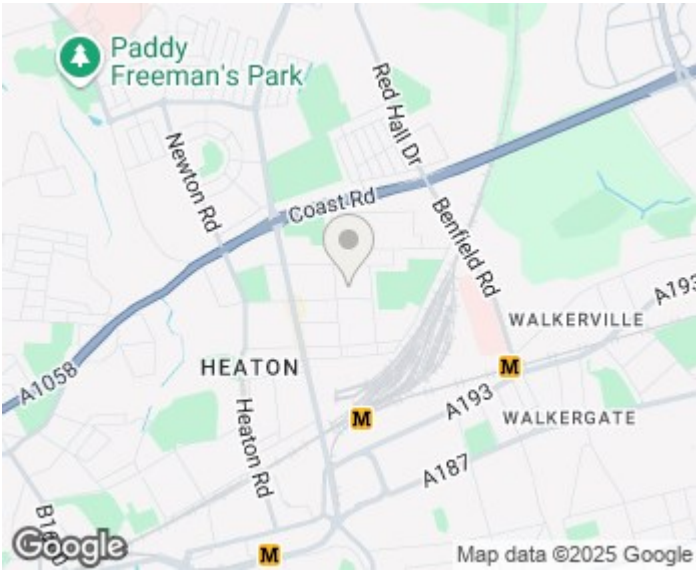 Paddy
Freeman's Park
Red Hall Dr
Newton Rd
Coast Rd
Benfield Rd
A193
WALKERVILLE
HEATON
A1058
M
A193
M
WALKERGATE
Heaton Rd
A187
M
Google
Map data ©2025 Google